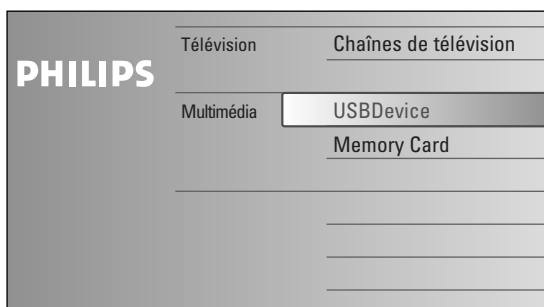 PHILIPS
Télévision Chaînes de télévision
Multimédia USBDevice
Memory Card